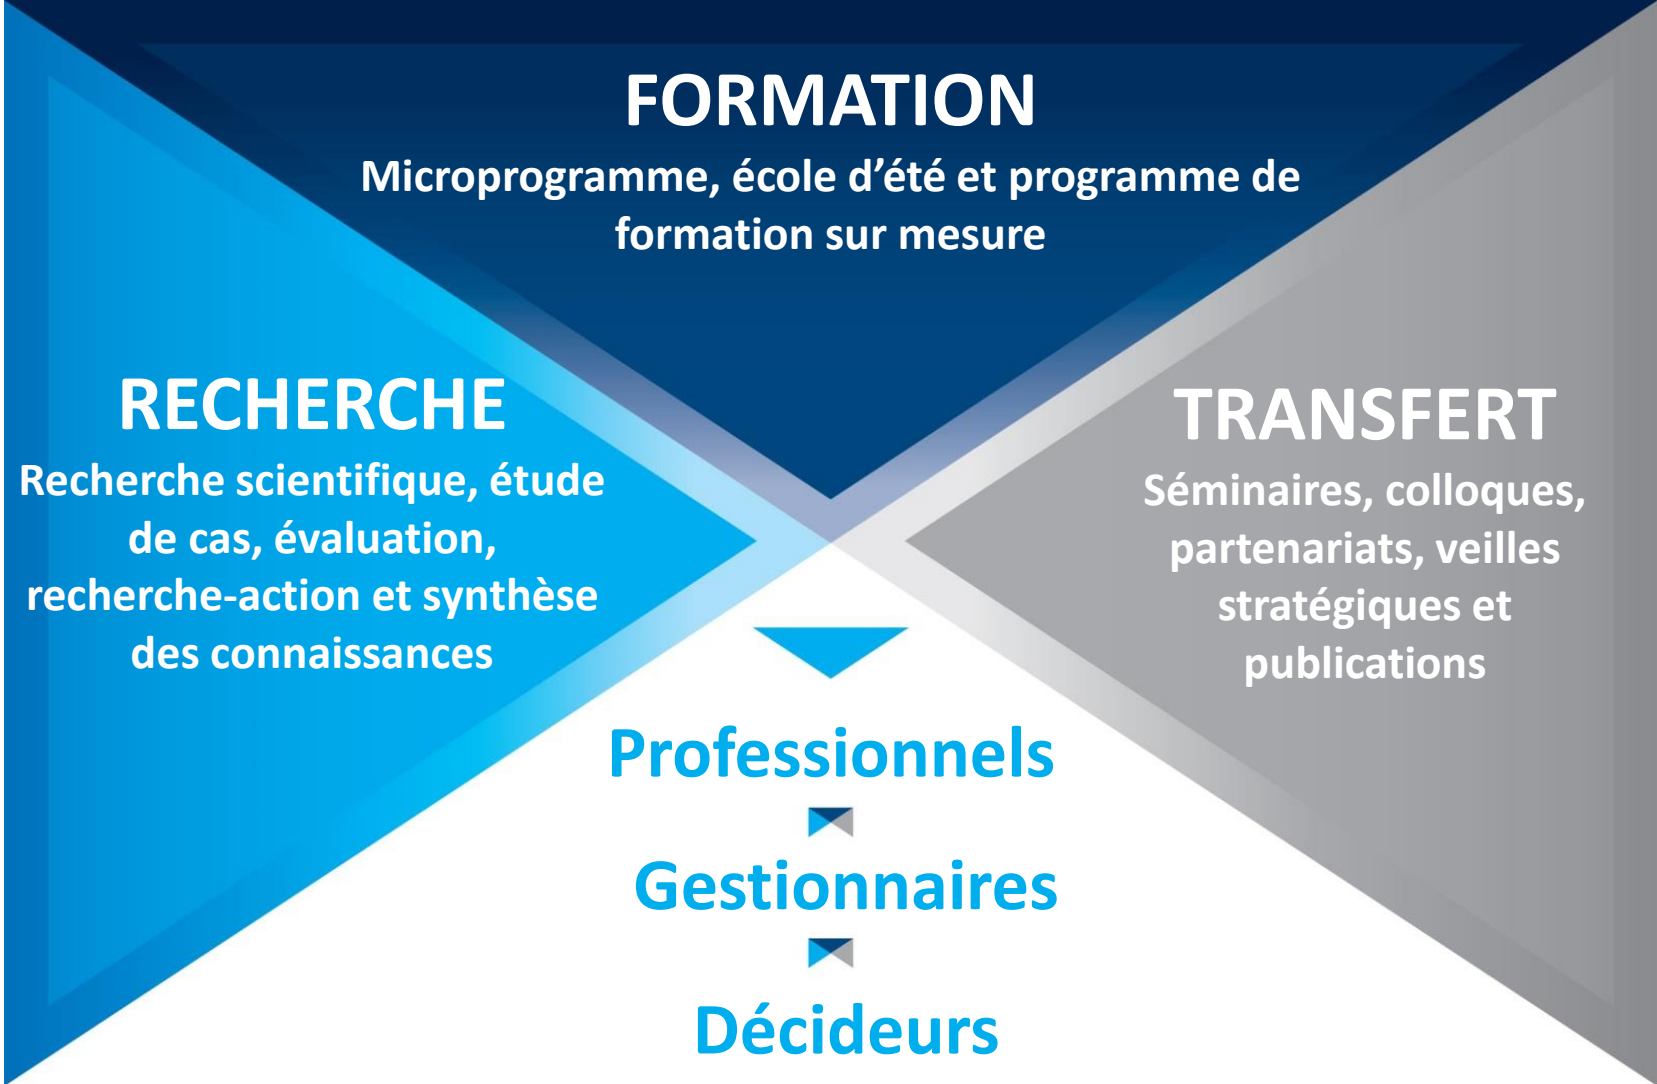 FORMATION
Microprogramme, école d’été et programme de
formation sur mesure
RECHERCHE
Recherche scientifique, étude
de cas, évaluation,
recherche-action et synthèse
des connaissances
TRANSFERT
Séminaires, colloques,
partenariats, veilles
stratégiques et
publications
Professionnels
Gestionnaires
Décideurs